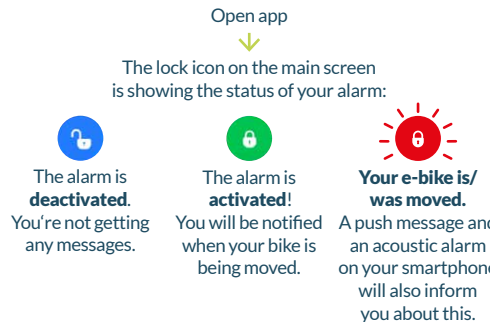 Open app
The lock icon on the main screen
is showing the status of your alarm:
The alarm is
deactivated.
You're not getting
any messages.
The alarm is
activated!
You will be notified
when your bike is
being moved.
Your e-bike is/
was moved.
A push message and
an acoustic alarm
on your smartphone
will also inform
you about this.